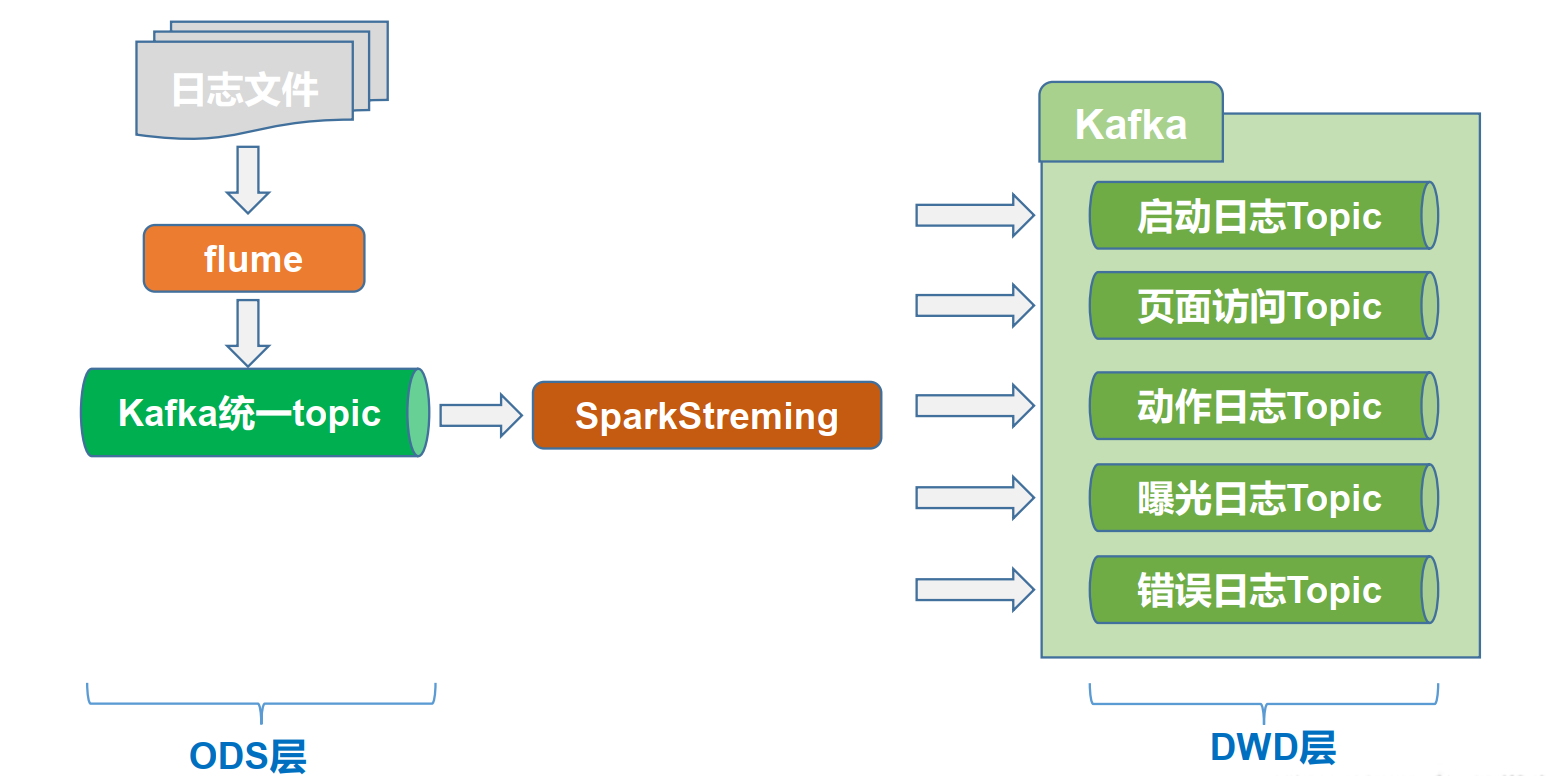 日志文件
flume
Kafka统一topic
SparkStreming
Kafka
启动日志Topic
页面访问Topic
动作日志Topic
曝光日志Topic
错误日志Topic
ODS层
DWD层